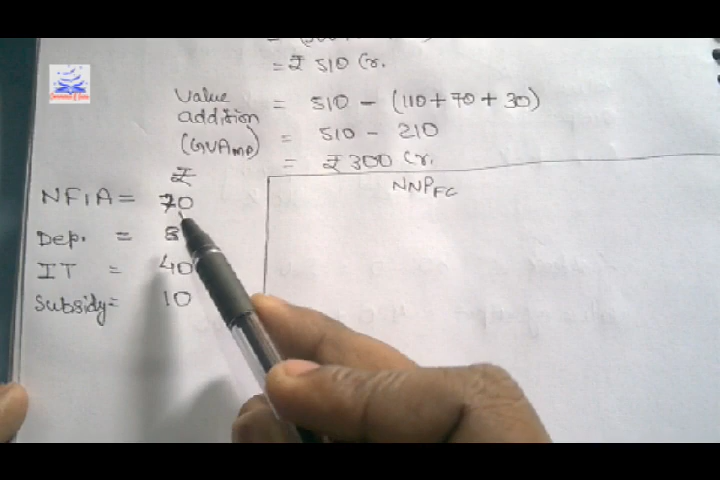 = ₹ 510 Cr.
Value addition (GVAmp) = 510 - (110+70+30)
= 510 - 210
= ₹ 300 Cr.
₹
NFIA = 70
Dep. = 8
IT = 40
Subsidy = 10
NNPFC